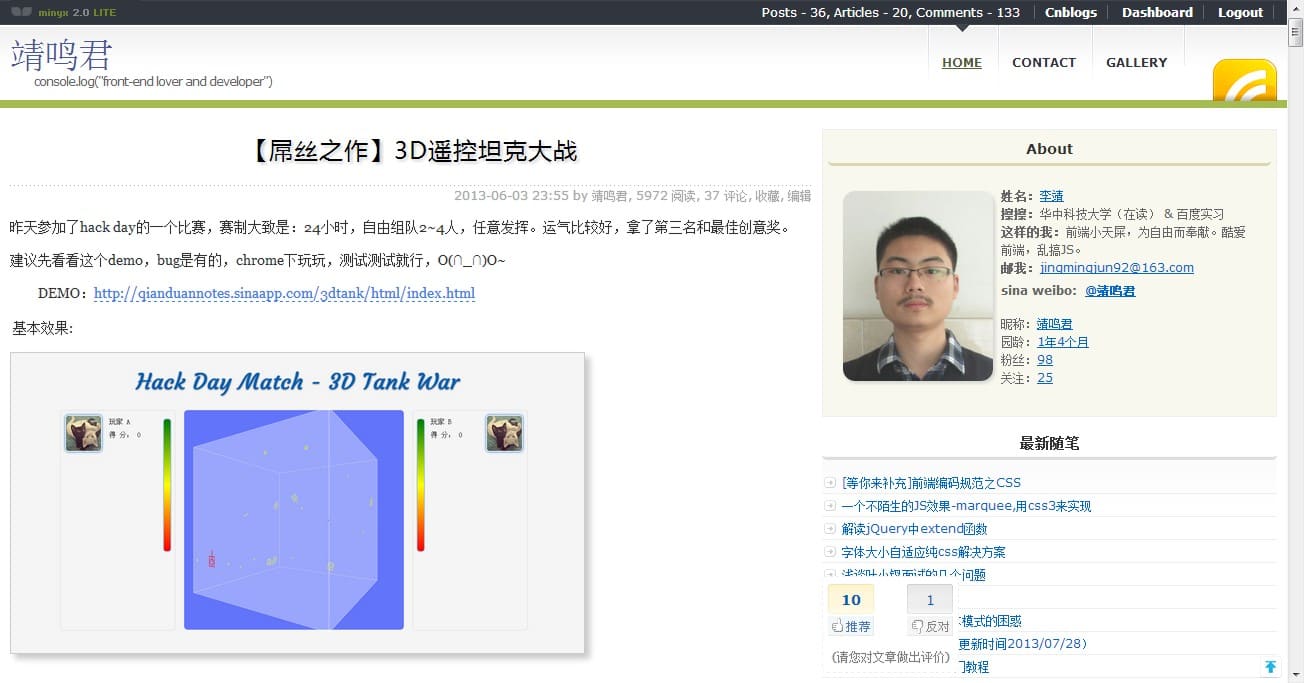 minyx 2.0 LITE
Posts - 36, Articles - 20, Comments - 133
Cnblogs
Dashboard
Logout
靖鸣君
console.log("front-end lover and developer")
HOME
CONTACT
GALLERY
【屌丝之作】3D遥控坦克大战
2013-06-03 23:55 by 靖鸣君, 5972 阅读, 37 评论, 收藏, 编辑
昨天参加了hack day的一个比赛，赛制大致是：24小时，自由组队2~4人，任意发挥。运气比较好，拿了第三名和最佳创意奖。
建议先看看这个demo，bug是有的，chrome下玩玩，测试测试就行，O(∩_∩)O~
DEMO：http://qianduannotes.sinaapp.com/3dtank/html/index.html
基本效果:
Hack Day Match - 3D Tank War
玩家 A
得 分： 0
玩家 B
得 分： 0
About
姓名：李靖
搜搜：华中科技大学（在读） & 百度实习
这样的我：前端小天屌，为自由而奉献。酷爱
前端，乱搞JS。
邮我：jingmingjun92@163.com
sina weibo: @靖鸣君
昵称：靖鸣君
园龄：1年4个月
粉丝：98
关注：25
最新随笔
[等你来补充]前端编码规范之CSS
一个不陌生的JS效果-marquee,用css3来实现
解读jQuery中extend函数
字体大小自适应纯css解决方案
浅谈叶小钗面试的几个问题
模式的困惑
更新时间2013/07/28）
门教程
10
推荐
1
反对
(请您对文章做出评价)